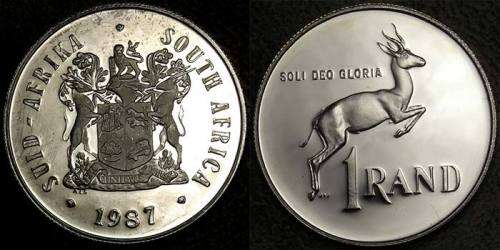 SUID-AFRIKA · SOUTH AFRICA
· 1987 ·
SOLI DEO GLORIA
1 RAND